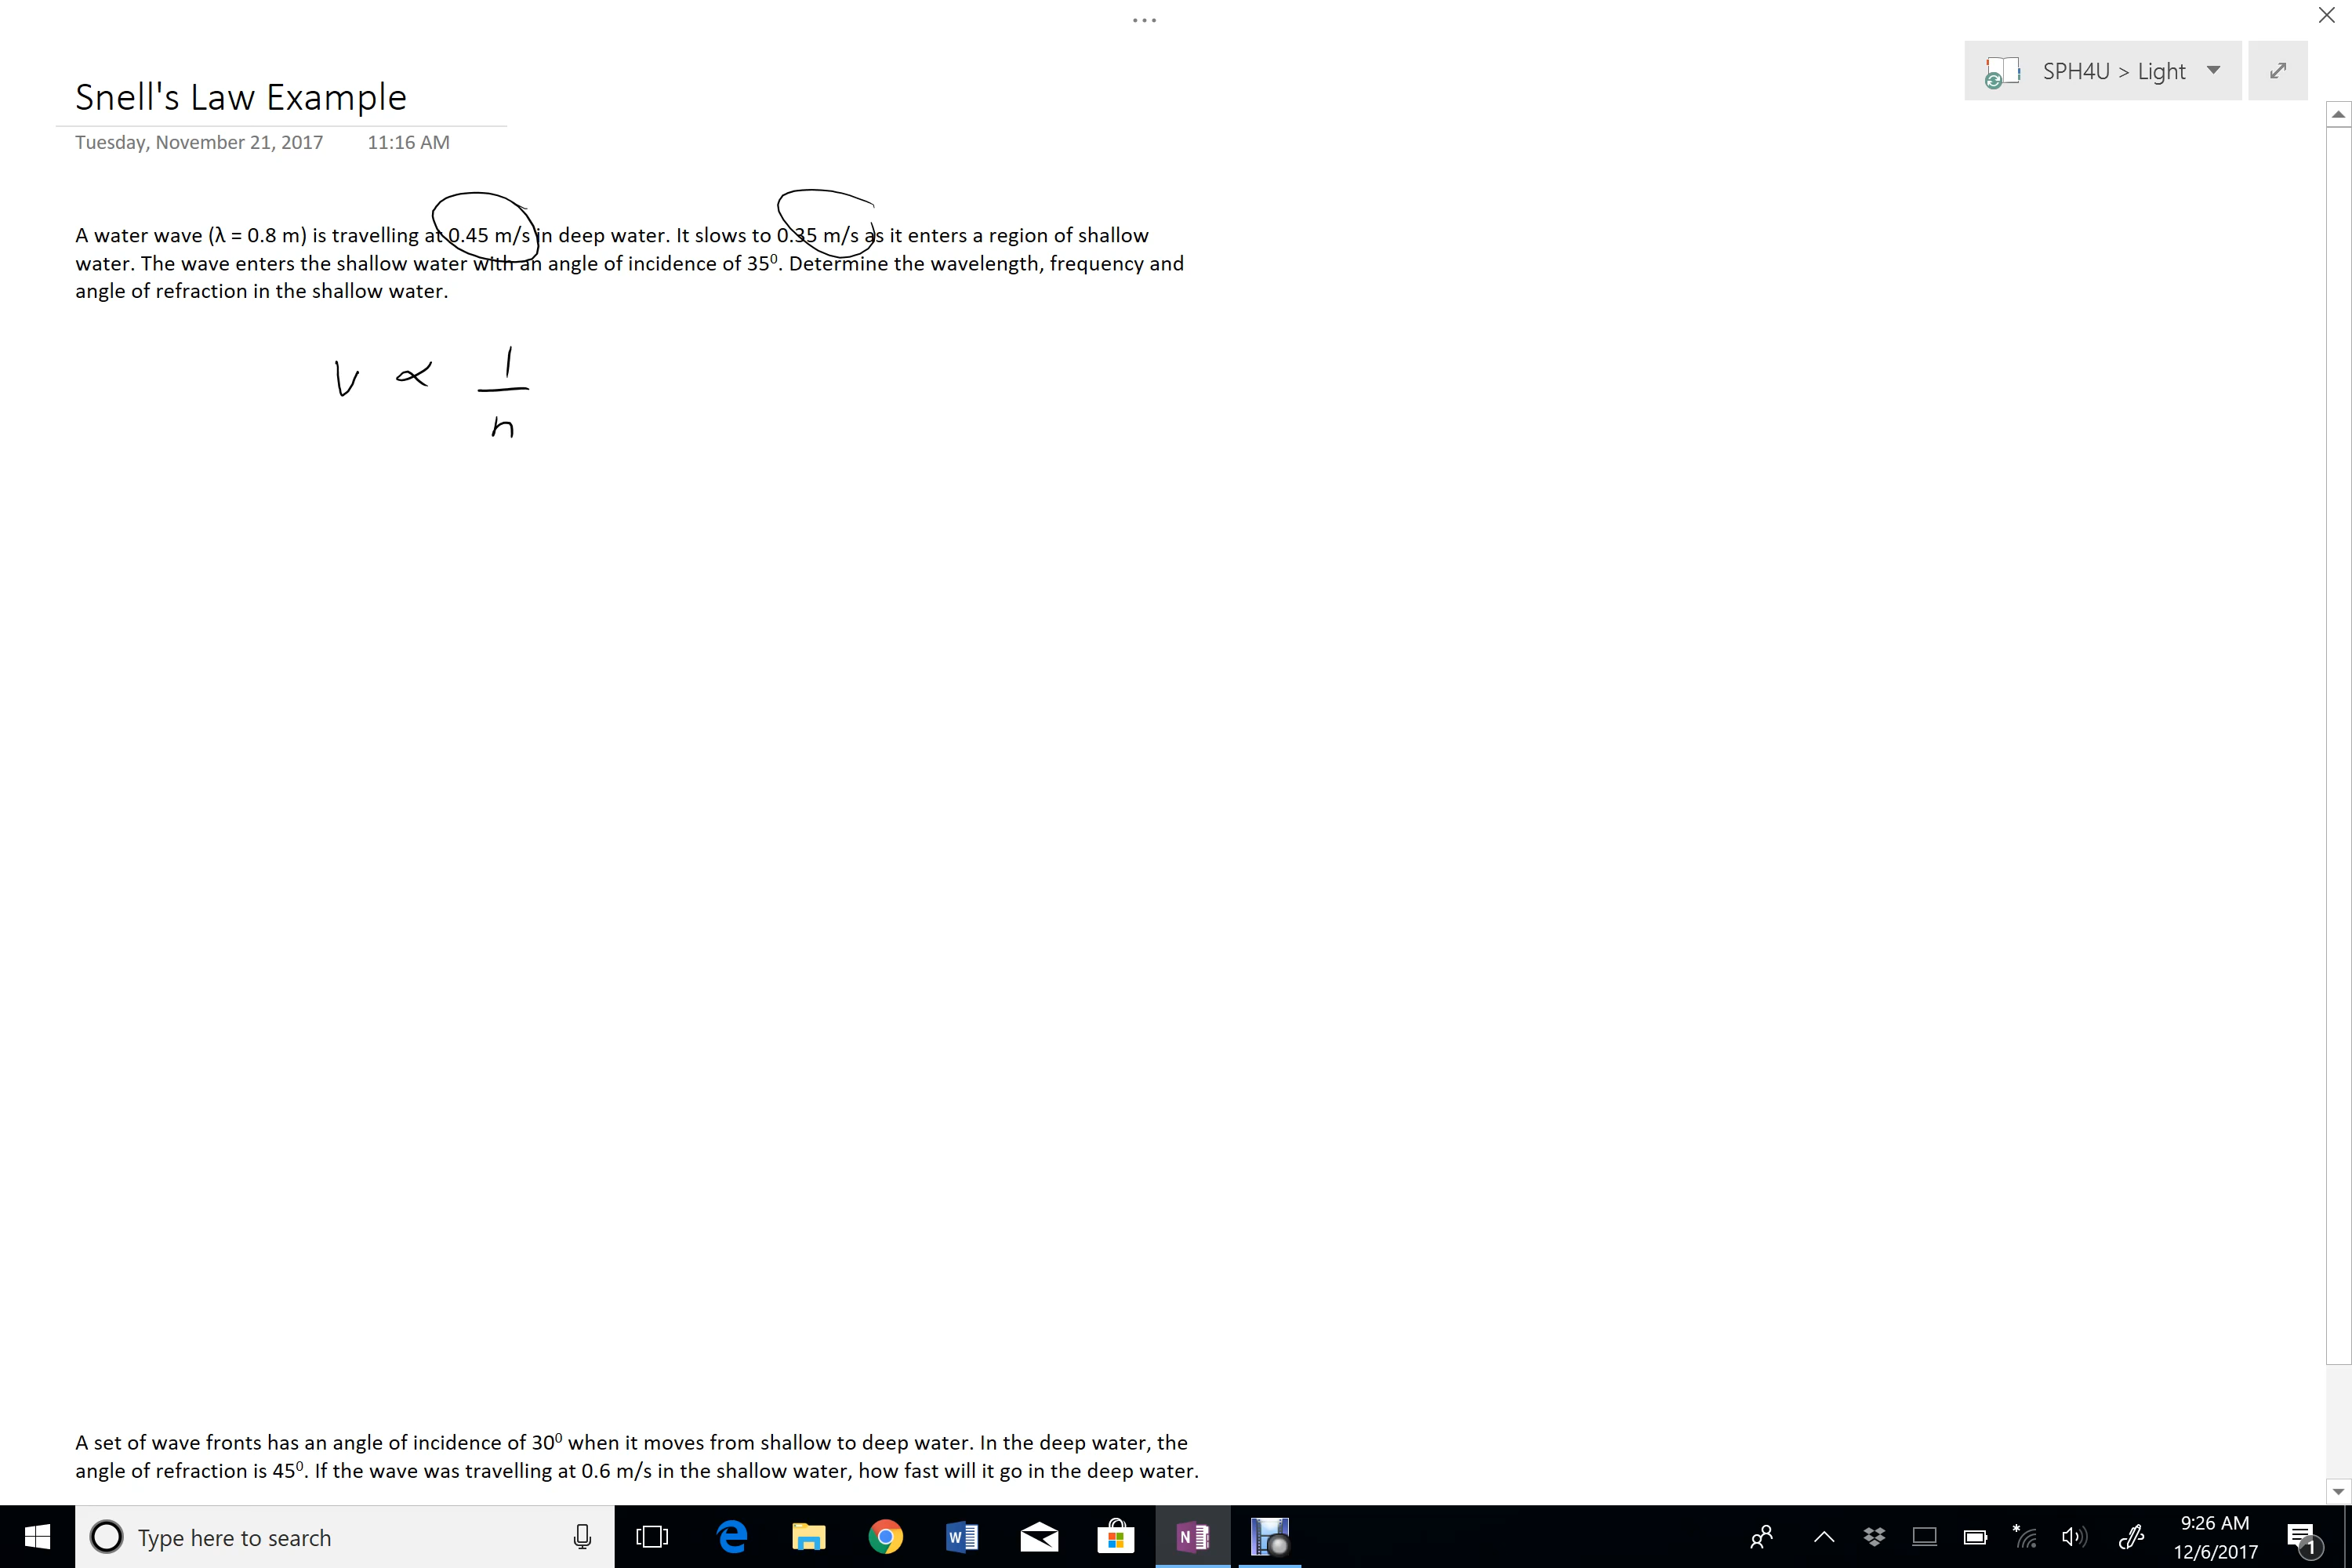 SPH4U > Light
Snell's Law Example
Tuesday, November 21, 2017 11:16 AM
A water wave (λ = 0.8 m) is travelling at 0.45 m/s in deep water. It slows to 0.35 m/s as it enters a region of shallow
water. The wave enters the shallow water with an angle of incidence of 35⁰. Determine the wavelength, frequency and
angle of refraction in the shallow water.
v ∝ 1/n
A set of wave fronts has an angle of incidence of 30⁰ when it moves from shallow to deep water. In the deep water, the
angle of refraction is 45⁰. If the wave was travelling at 0.6 m/s in the shallow water, how fast will it go in the deep water.
Type here to search
9:26 AM
12/6/2017
1